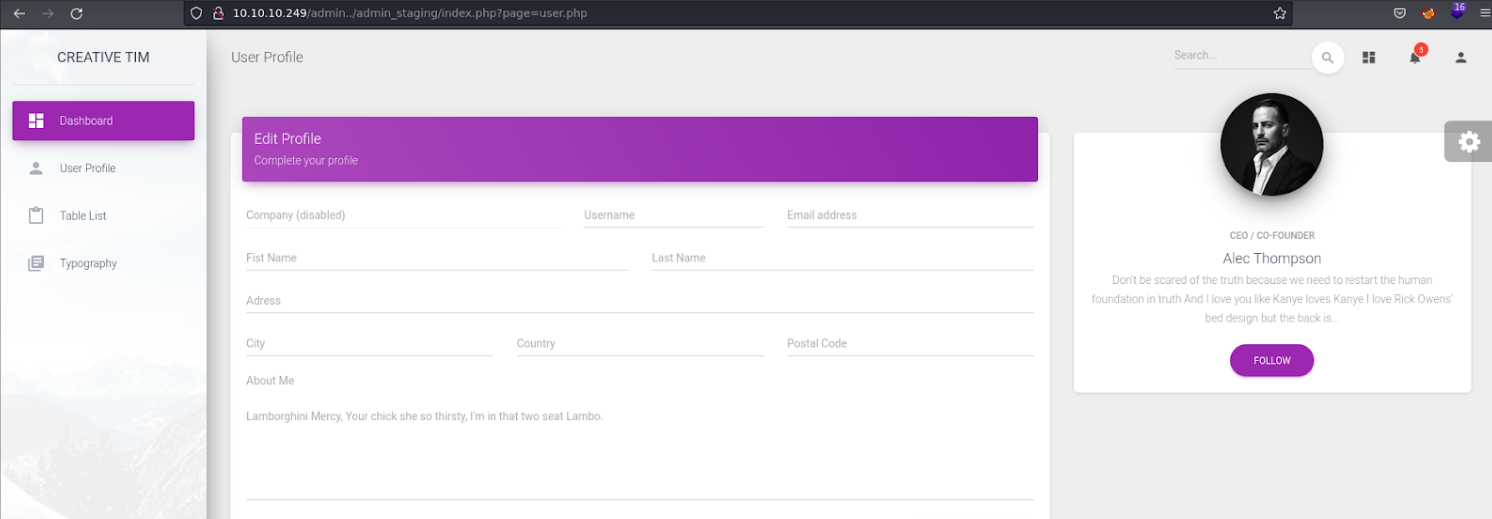 10.10.10.249/admin../admin_staging/index.php?page=user.php
16
CREATIVE TIM
User Profile
Search...
5
Dashboard
User Profile
Table List
Typography
Edit Profile
Complete your profile
Company (disabled)
Username
Email address
Fist Name
Last Name
Adress
City
Country
Postal Code
About Me
Lamborghini Mercy, Your chick she so thirsty, I'm in that two seat Lambo.
CEO / CO-FOUNDER
Alec Thompson
Don't be scared of the truth because we need to restart the human
foundation in truth And I love you like Kanye loves Kanye I love Rick Owens'
bed design but the back is...
FOLLOW